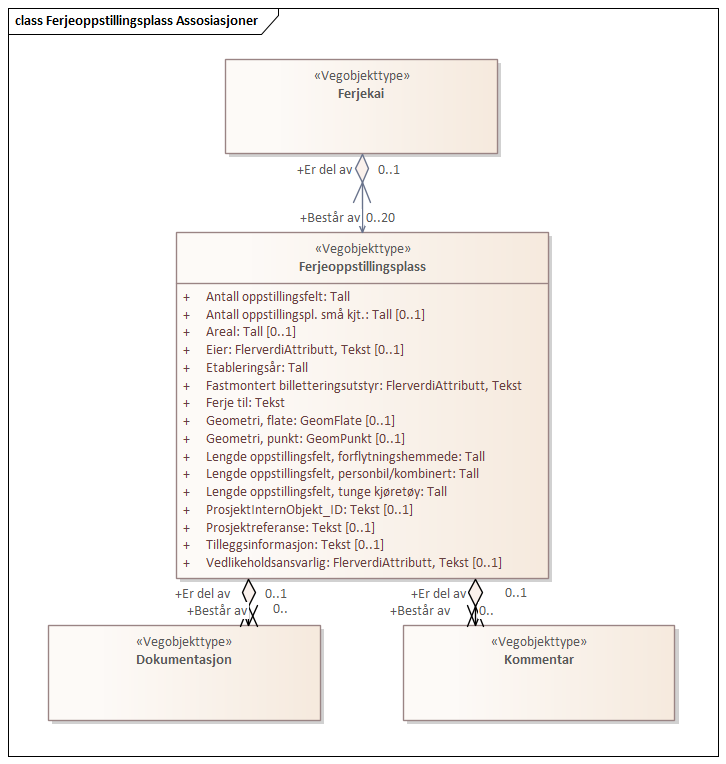 class Ferjeoppstillingsplass Assosiasjoner
«Vegobjekttype»
Ferjekai
+Er del av 0..1
+Består av 0..20
«Vegobjekttype»
Ferjeoppstillingsplass
+ Antall oppstillingsfelt: Tall
+ Antall oppstillingspl. små kjt.: Tall [0..1]
+ Areal: Tall [0..1]
+ Eier: FlerverdiAttributt, Tekst [0..1]
+ Etableringsår: Tall
+ Fastmontert billetteringsutstyr: FlerverdiAttributt, Tekst
+ Ferje til: Tekst
+ Geometri, flate: GeomFlate [0..1]
+ Geometri, punkt: GeomPunkt [0..1]
+ Lengde oppstillingsfelt, forflytningshemmede: Tall
+ Lengde oppstillingsfelt, personbil/kombinert: Tall
+ Lengde oppstillingsfelt, tunge kjøretøy: Tall
+ ProsjektInternObjekt_ID: Tekst [0..1]
+ Prosjektreferanse: Tekst [0..1]
+ Tilleggsinformasjon: Tekst [0..1]
+ Vedlikeholdsansvarlig: FlerverdiAttributt, Tekst [0..1]
+Er del av 0..1 +Er del av 0..1
+Består av 0.. +Består av 0..
«Vegobjekttype»
Dokumentasjon
«Vegobjekttype»
Kommentar